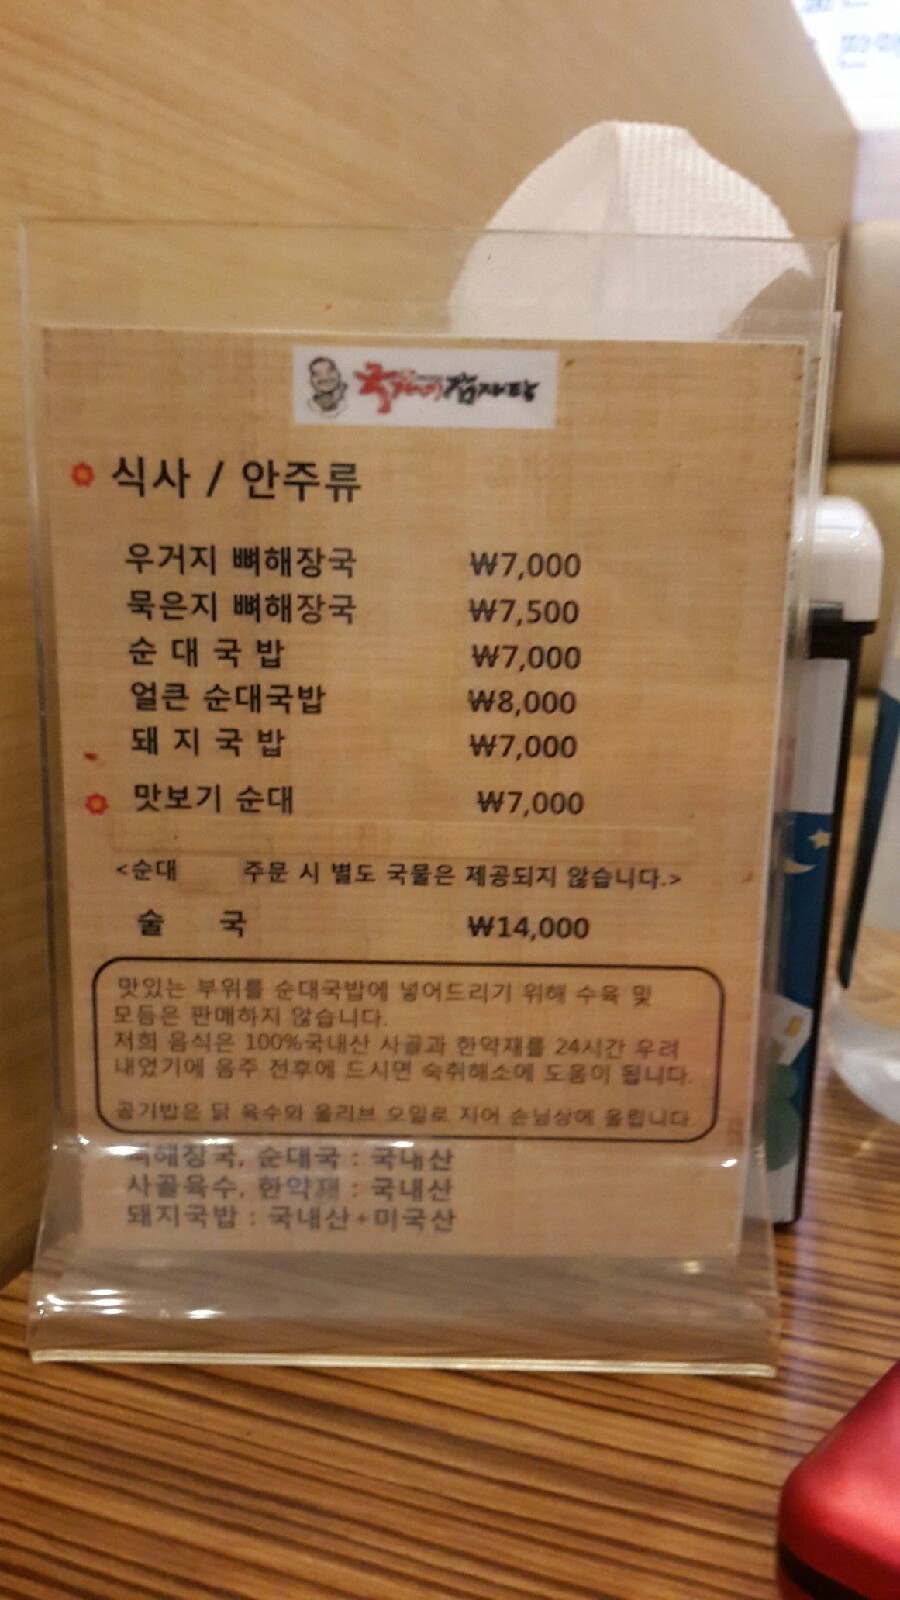 감자탕
식사 / 안주류
우거지 뼈해장국 ₩7,000
묵은지 뼈해장국 ₩7,500
순 대 국 밥 ₩7,000
얼큰 순대국밥 ₩8,000
돼 지 국 밥 ₩7,000
맛보기 순대 ₩7,000
<순대 주문 시 별도 국물은 제공되지 않습니다.>
술 국 ₩14,000
맛있는 부위를 순대국밥에 넣어드리기 위해 수육 및
모듬은 판매하지 않습니다.
저희 음식은 100%국내산 사골과 한약재를 24시간 우려
내었기에 음주 전후에 드시면 숙취해소에 도움이 됩니다.
공기밥은 닭 육수와 올리브 오일로 지어 손님상에 올립니다.
뼈해장국, 순대국 : 국내산
사골육수, 한약재 : 국내산
돼지국밥 : 국내산+미국산